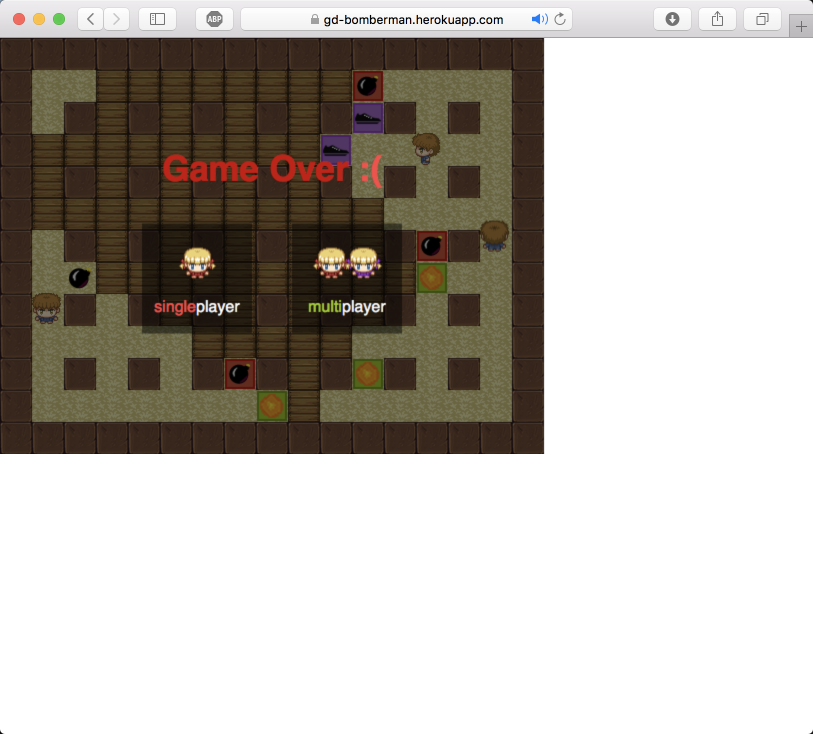 ABP
gd-bomberman.herokuapp.com
Game Over :(
singleplayer
multiplayer